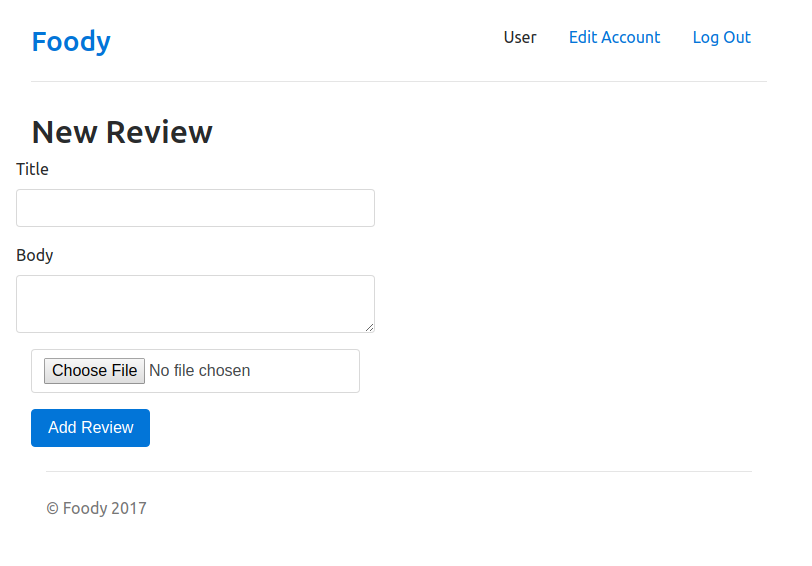 Foody User Edit Account Log Out
New Review
Title
Body
Choose File No file chosen
Add Review
© Foody 2017